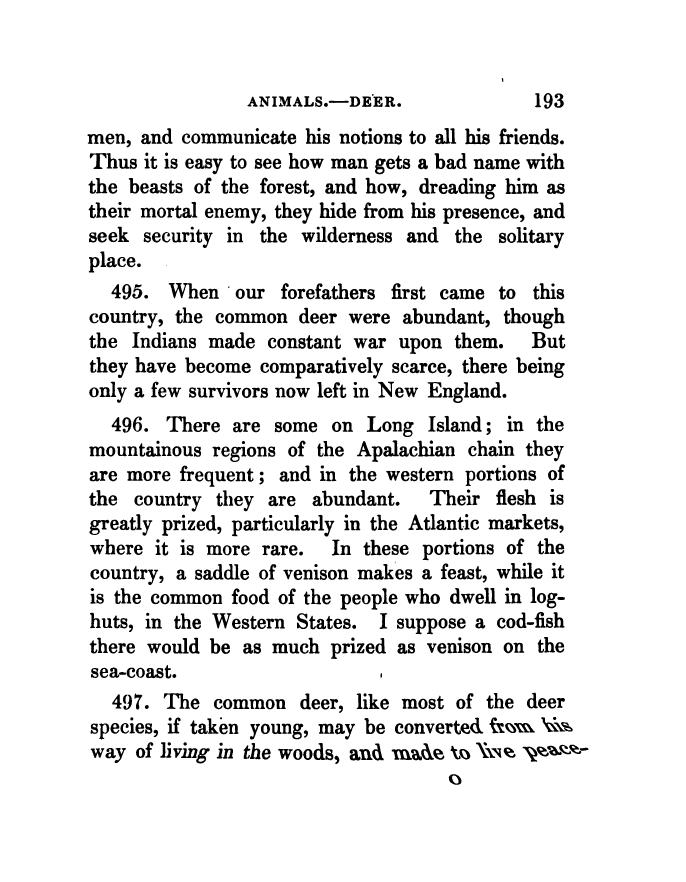 ANIMALS.—DEER. 193
men, and communicate his notions to all his friends.
Thus it is easy to see how man gets a bad name with
the beasts of the forest, and how, dreading him as
their mortal enemy, they hide from his presence, and
seek security in the wilderness and the solitary
place.
495. When our forefathers first came to this
country, the common deer were abundant, though
the Indians made constant war upon them. But
they have become comparatively scarce, there being
only a few survivors now left in New England.
496. There are some on Long Island; in the
mountainous regions of the Apalachian chain they
are more frequent; and in the western portions of
the country they are abundant. Their flesh is
greatly prized, particularly in the Atlantic markets,
where it is more rare. In these portions of the
country, a saddle of venison makes a feast, while it
is the common food of the people who dwell in log-
huts, in the Western States. I suppose a cod-fish
there would be as much prized as venison on the
sea-coast.
497. The common deer, like most of the deer
species, if taken young, may be converted from his
way of living in the woods, and made to live peace-
O